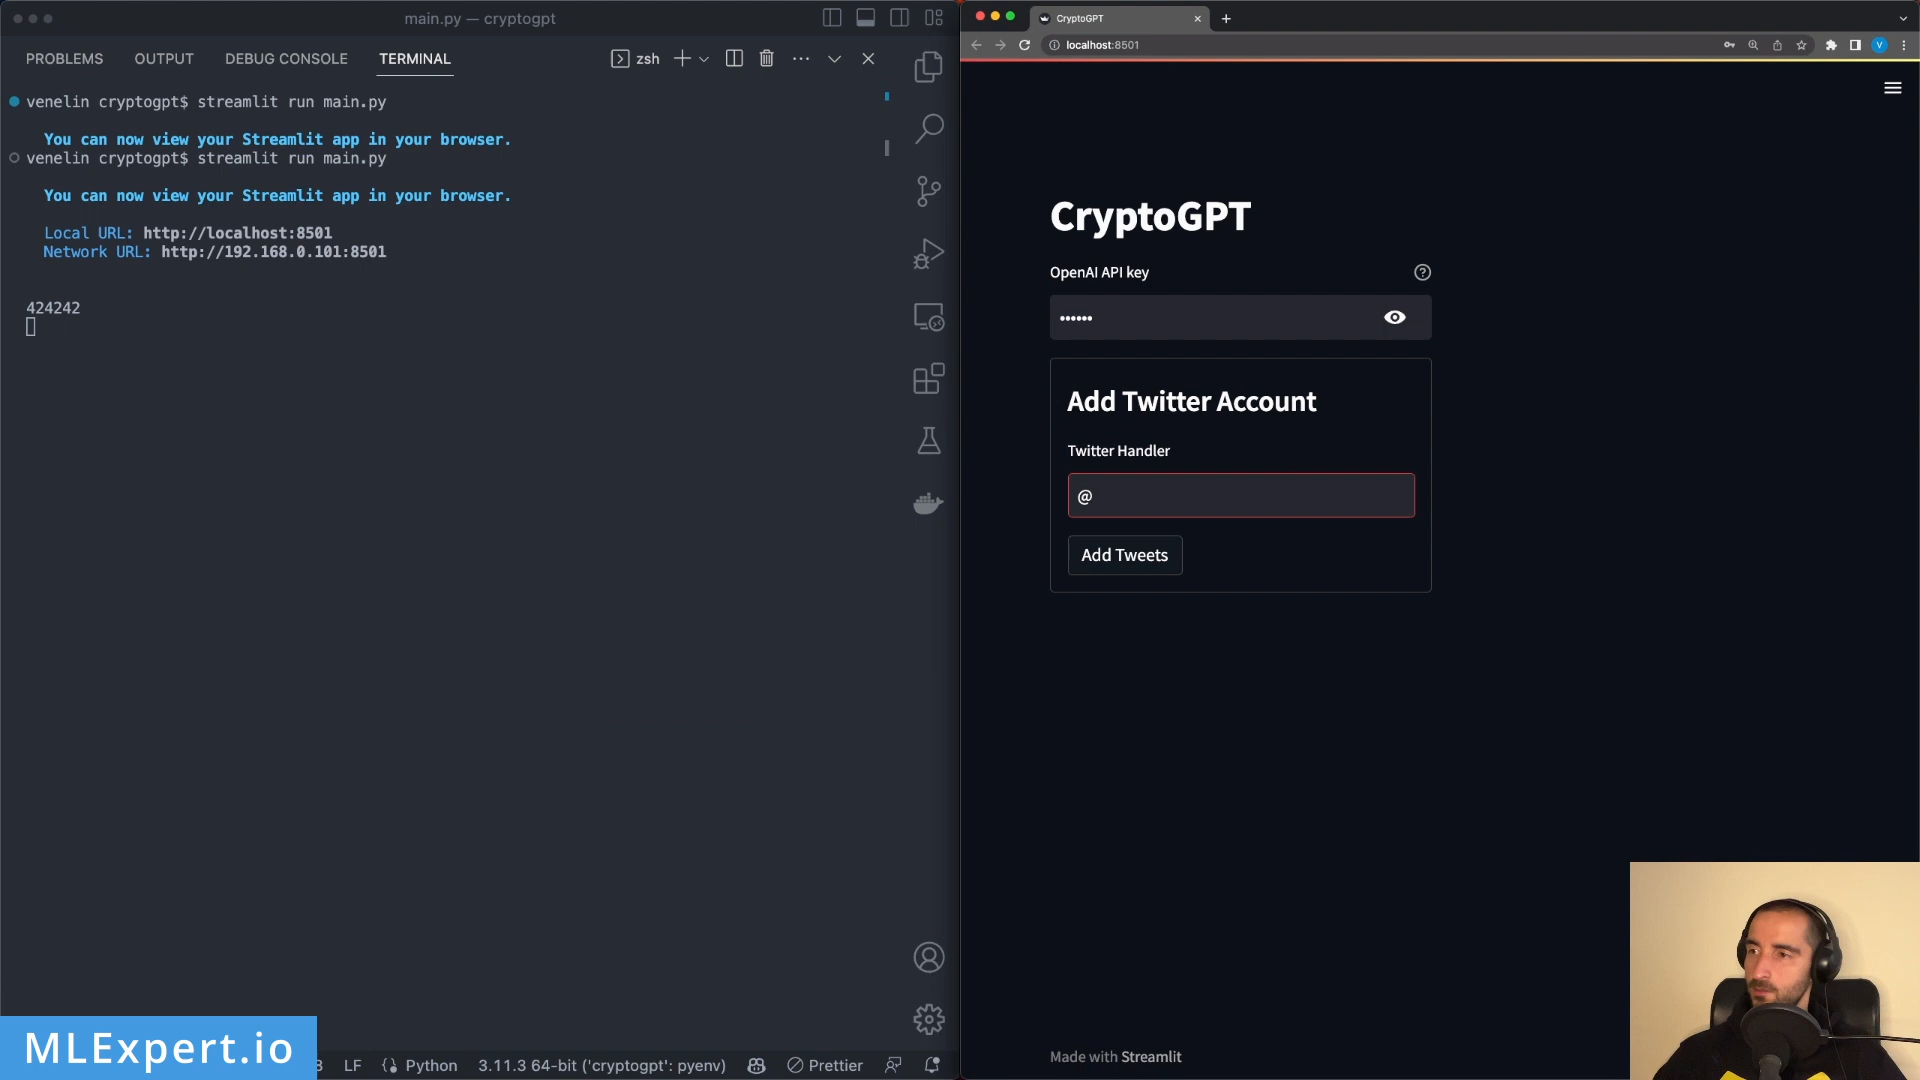 main.py — cryptogpt
PROBLEMS OUTPUT DEBUG CONSOLE TERMINAL zsh
venelin cryptogpt$ streamlit run main.py
You can now view your Streamlit app in your browser.
venelin cryptogpt$ streamlit run main.py
You can now view your Streamlit app in your browser.
Local URL: http://localhost:8501
Network URL: http://192.168.0.101:8501
424242
MLExpert.io
LF {} Python 3.11.3 64-bit ('cryptogpt': pyenv) Prettier
CryptoGPT
localhost:8501
V
CryptoGPT
OpenAI API key
••••••
Add Twitter Account
Twitter Handler
@
Add Tweets
Made with Streamlit